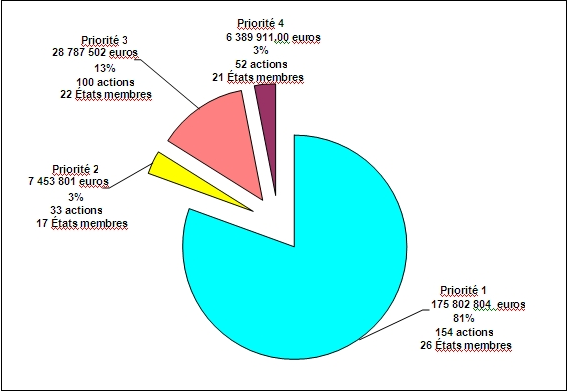 Priorité 4
6 389 911,00 euros
3%
52 actions
21 États membres
Priorité 3
28 787 502 euros
13%
100 actions
22 États membres
Priorité 2
7 453 801 euros
3%
33 actions
17 États membres
Priorité 1
175 802 804 euros
81%
154 actions
26 États membres